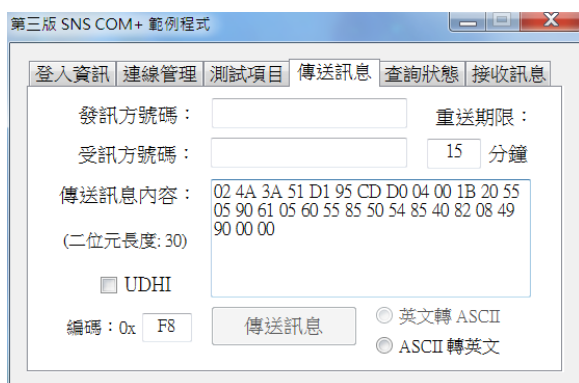 第三版 SNS COM+ 範例程式
登入資訊 連線管理 測試項目 傳送訊息 查詢狀態 接收訊息
發訊方號碼： 重送期限：
受訊方號碼： 15 分鐘
傳送訊息內容： 02 4A 3A 51 D1 95 CD D0 04 00 1B 20 55
05 90 61 05 60 55 85 50 54 85 40 82 08 49
90 00 00
(二位元長度: 30)
UDHI
編碼：0x F8 傳送訊息 英文轉 ASCII
ASCII 轉英文